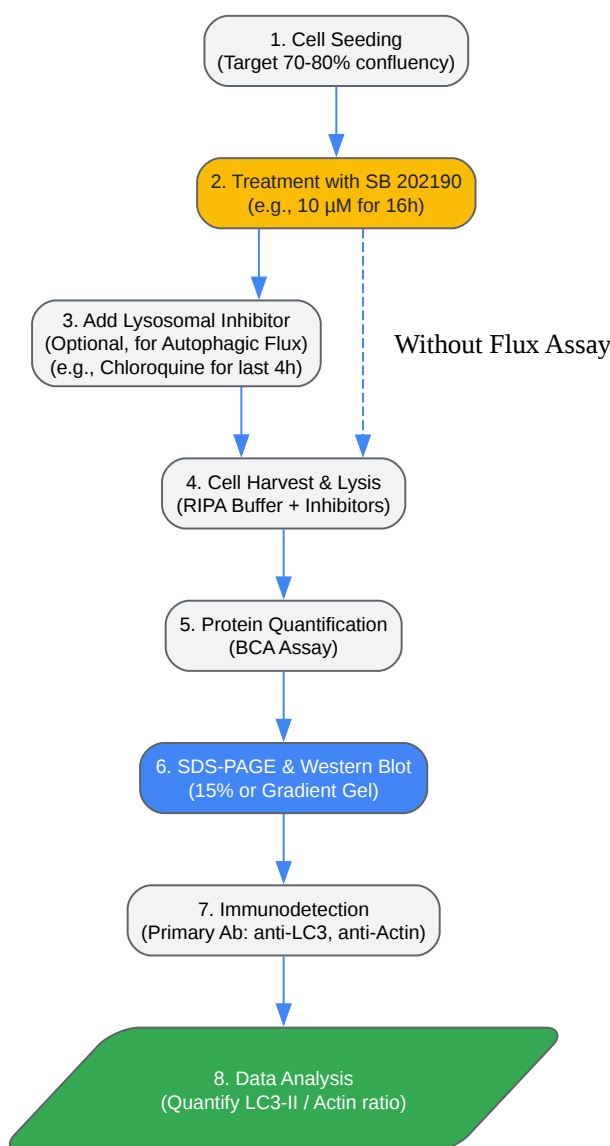 1. Cell Seeding
(Target 70-80% confluency)
2. Treatment with SB 202190
(e.g., 10 µM for 16h)
3. Add Lysosomal Inhibitor
(Optional, for Autophagic Flux)
(e.g., Chloroquine for last 4h)
Without Flux Assay
4. Cell Harvest & Lysis
(RIPA Buffer + Inhibitors)
5. Protein Quantification
(BCA Assay)
6. SDS-PAGE & Western Blot
(15% or Gradient Gel)
7. Immunodetection
(Primary Ab: anti-LC3, anti-Actin)
8. Data Analysis
(Quantify LC3-II / Actin ratio)